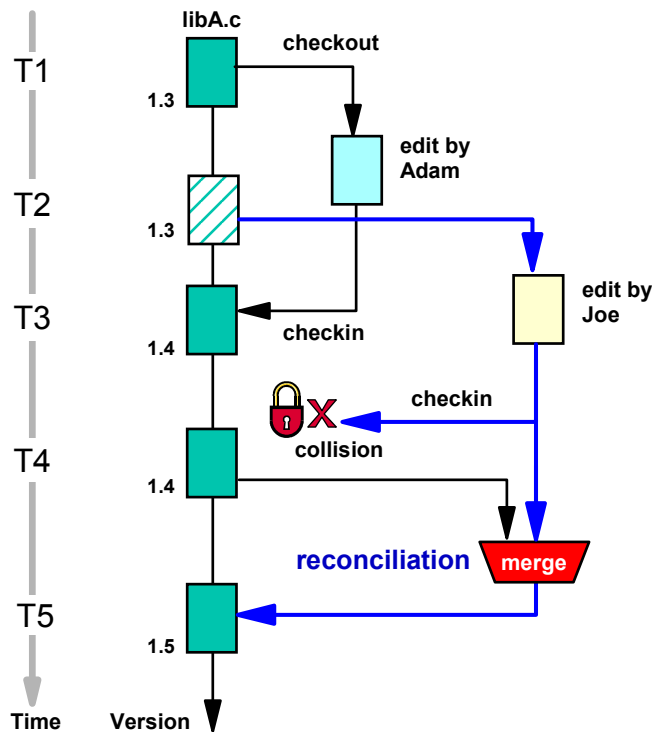 libA.c
checkout
T1
1.3
edit by
Adam
T2
1.3
edit by
Joe
T3
checkin
1.4
checkin
collision
T4
1.4
reconciliation
merge
T5
1.5
Time
Version